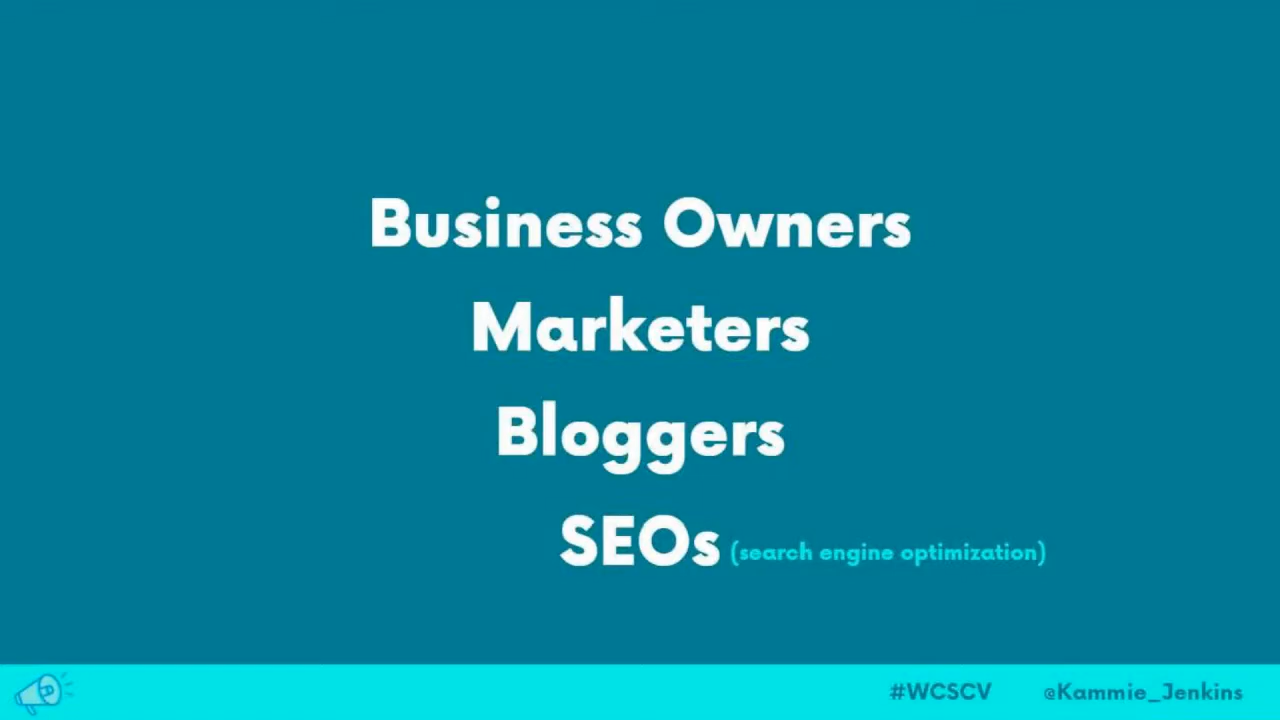 Business Owners
Marketers
Bloggers
SEOs (search engine optimization)
#WCSCV @Kammie_Jenkins